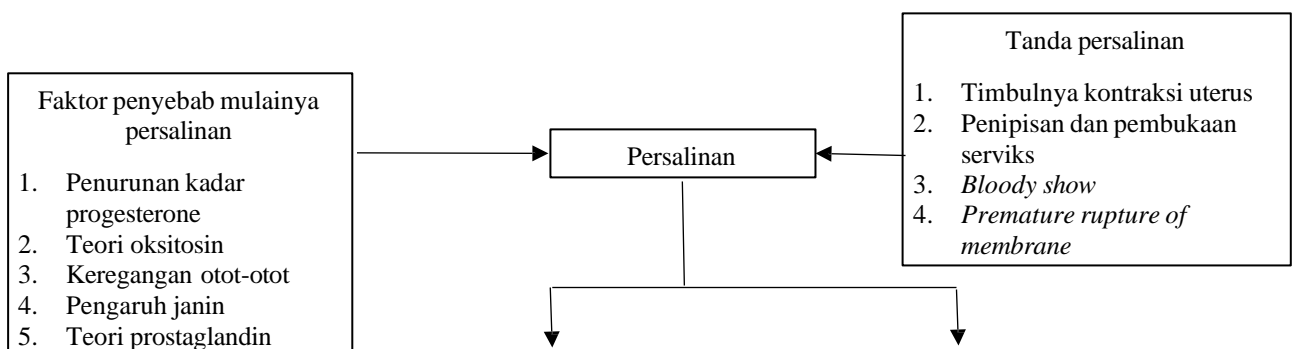 Faktor penyebab mulainya
persalinan
1. Penurunan kadar
progesterone
2. Teori oksitosin
3. Keregangan otot-otot
4. Pengaruh janin
5. Teori prostaglandin
Persalinan
Tanda persalinan
1. Timbulnya kontraksi uterus
2. Penipisan dan pembukaan
serviks
3. Bloody show
4. Premature rupture of
membrane